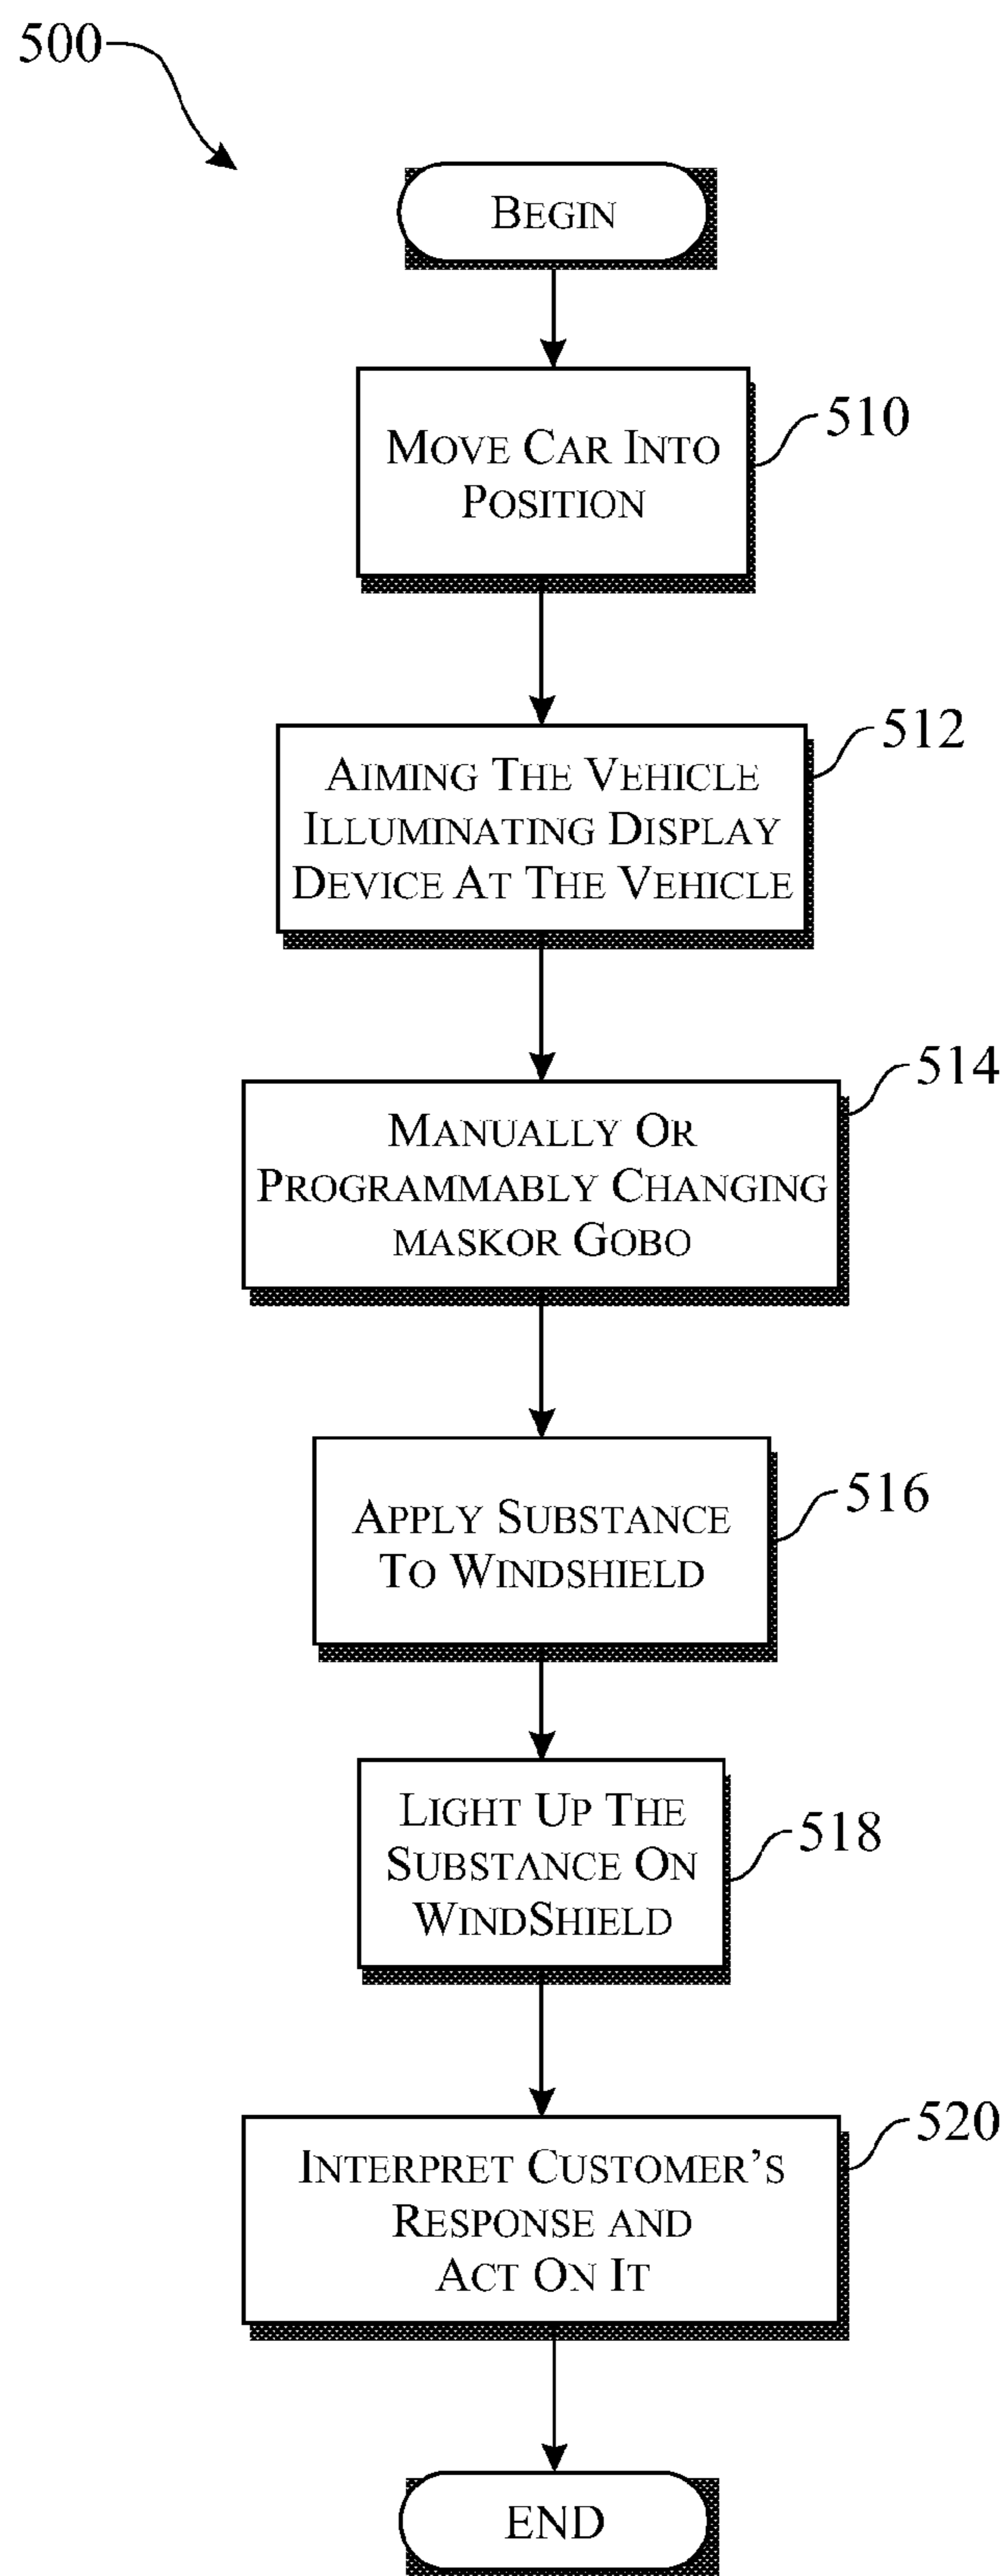 500
BEGIN
MOVE CAR INTO
POSITION
510
AIMING THE VEHICLE
ILLUMINATING DISPLAY
DEVICE AT THE VEHICLE
512
MANUALLY OR
PROGRAMMABLY CHANGING
MASKOR GOBO
514
APPLY SUBSTANCE
TO WINDSHIELD
516
LIGHT UP THE
SUBSTANCE ON
WINDSHIELD
518
INTERPRET CUSTOMER’S
RESPONSE AND
ACT ON IT
520
END